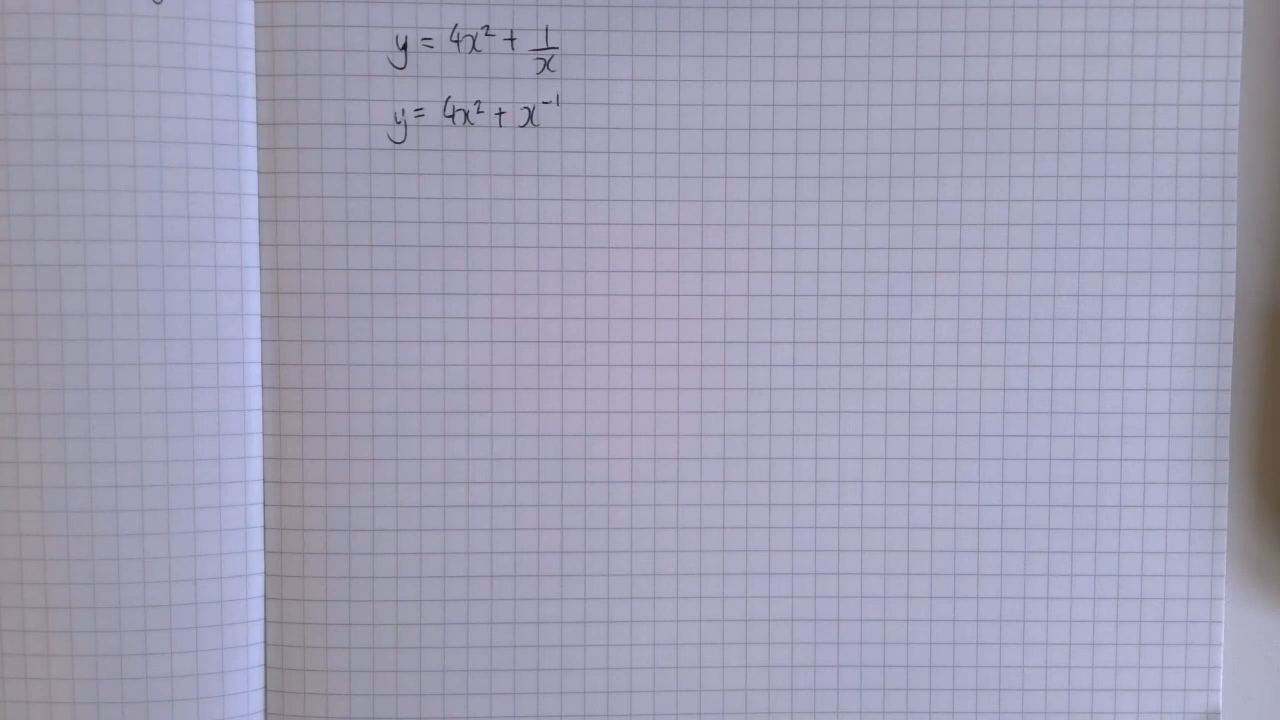 y = 4x² + 1/x
y = 4x² + x⁻¹